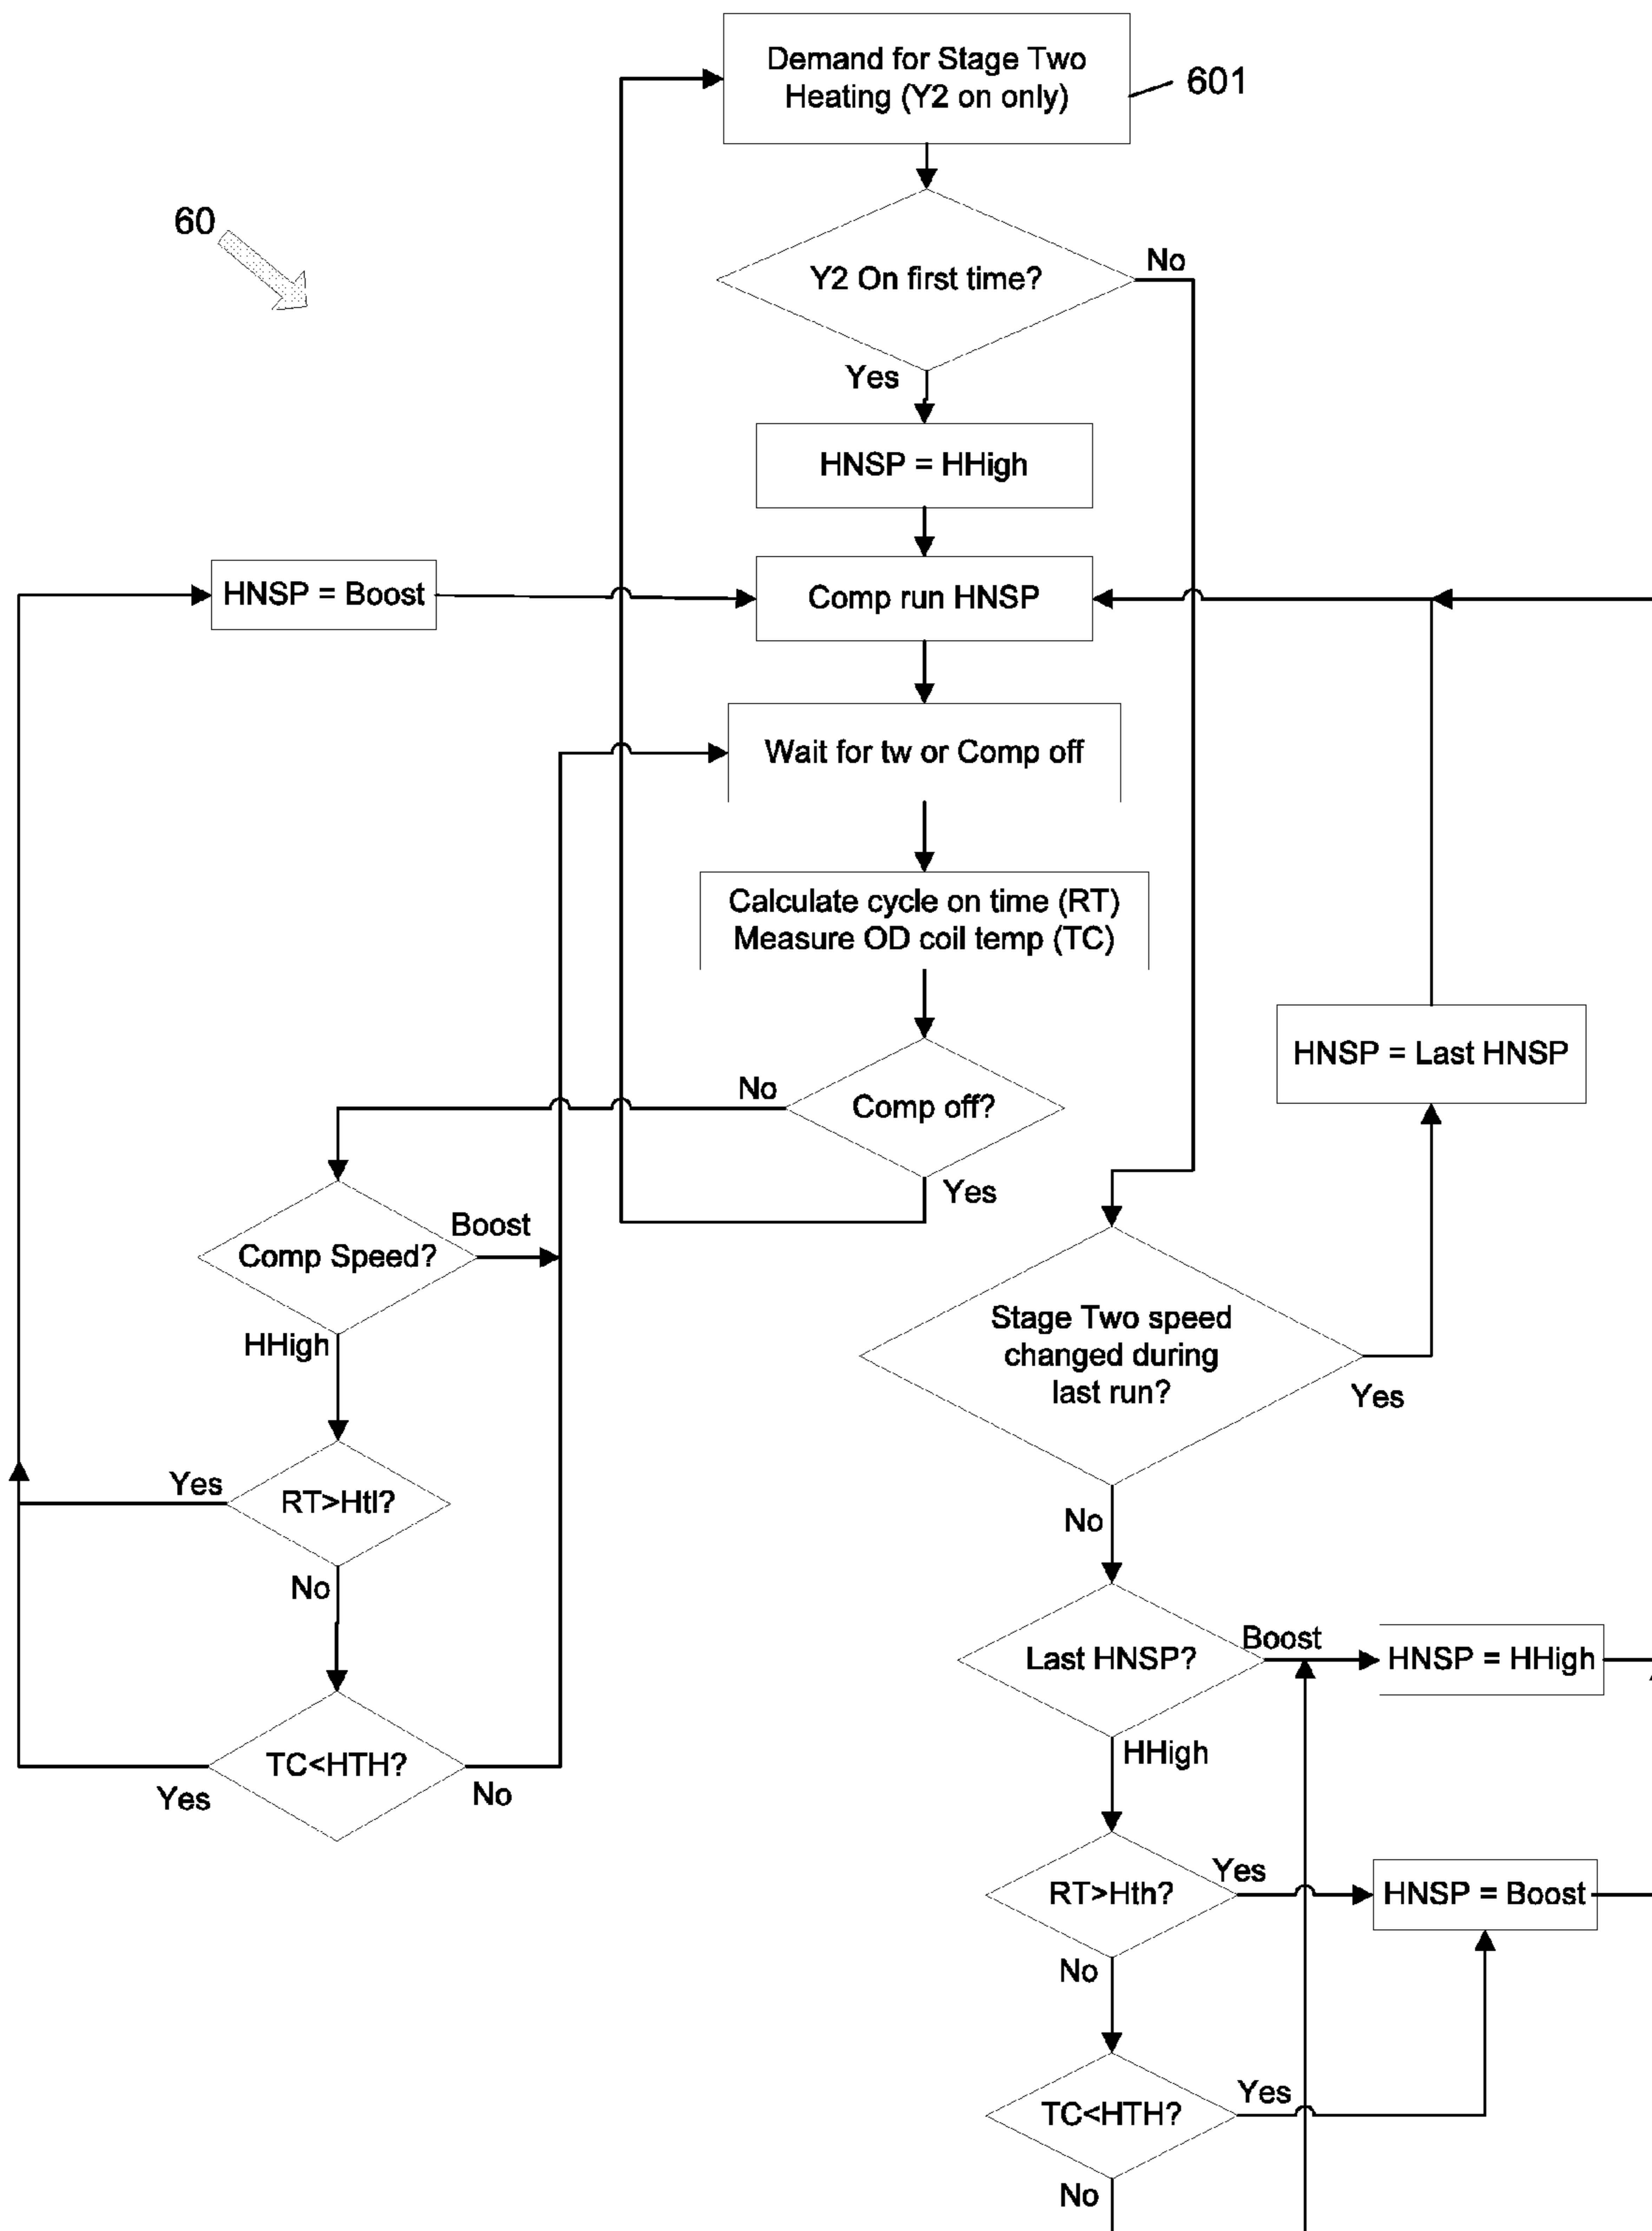 Demand for Stage Two
Heating (Y2 on only)
601
60
Y2 On first time?
No
Yes
HNSP = HHigh
HNSP = Boost
Comp run HNSP
Wait for tw or Comp off
Calculate cycle on time (RT)
Measure OD coil temp (TC)
HNSP = Last HNSP
No
Comp off?
Yes
Boost
Comp Speed?
HHigh
Stage Two speed
changed during
last run?
Yes
Yes
RT>Htl?
No
No
Last HNSP?
Boost
HNSP = HHigh
HHigh
TC<HTH?
Yes
No
RT>Hth?
Yes
HNSP = Boost
No
TC<HTH?
Yes
No